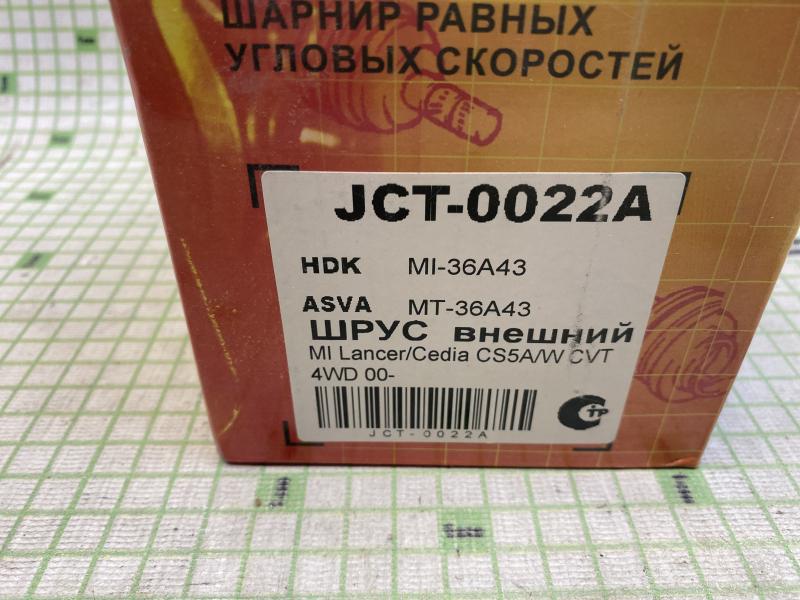 ШАРНИР РАВНЫХ
УГЛОВЫХ СКОРОСТЕЙ
JCT-0022A
HDK MI-36A43
ASVA MT-36A43
ШРУС внешний
MI Lancer/Cedia CS5A/W CVT
4WD 00-
JCT-0022A